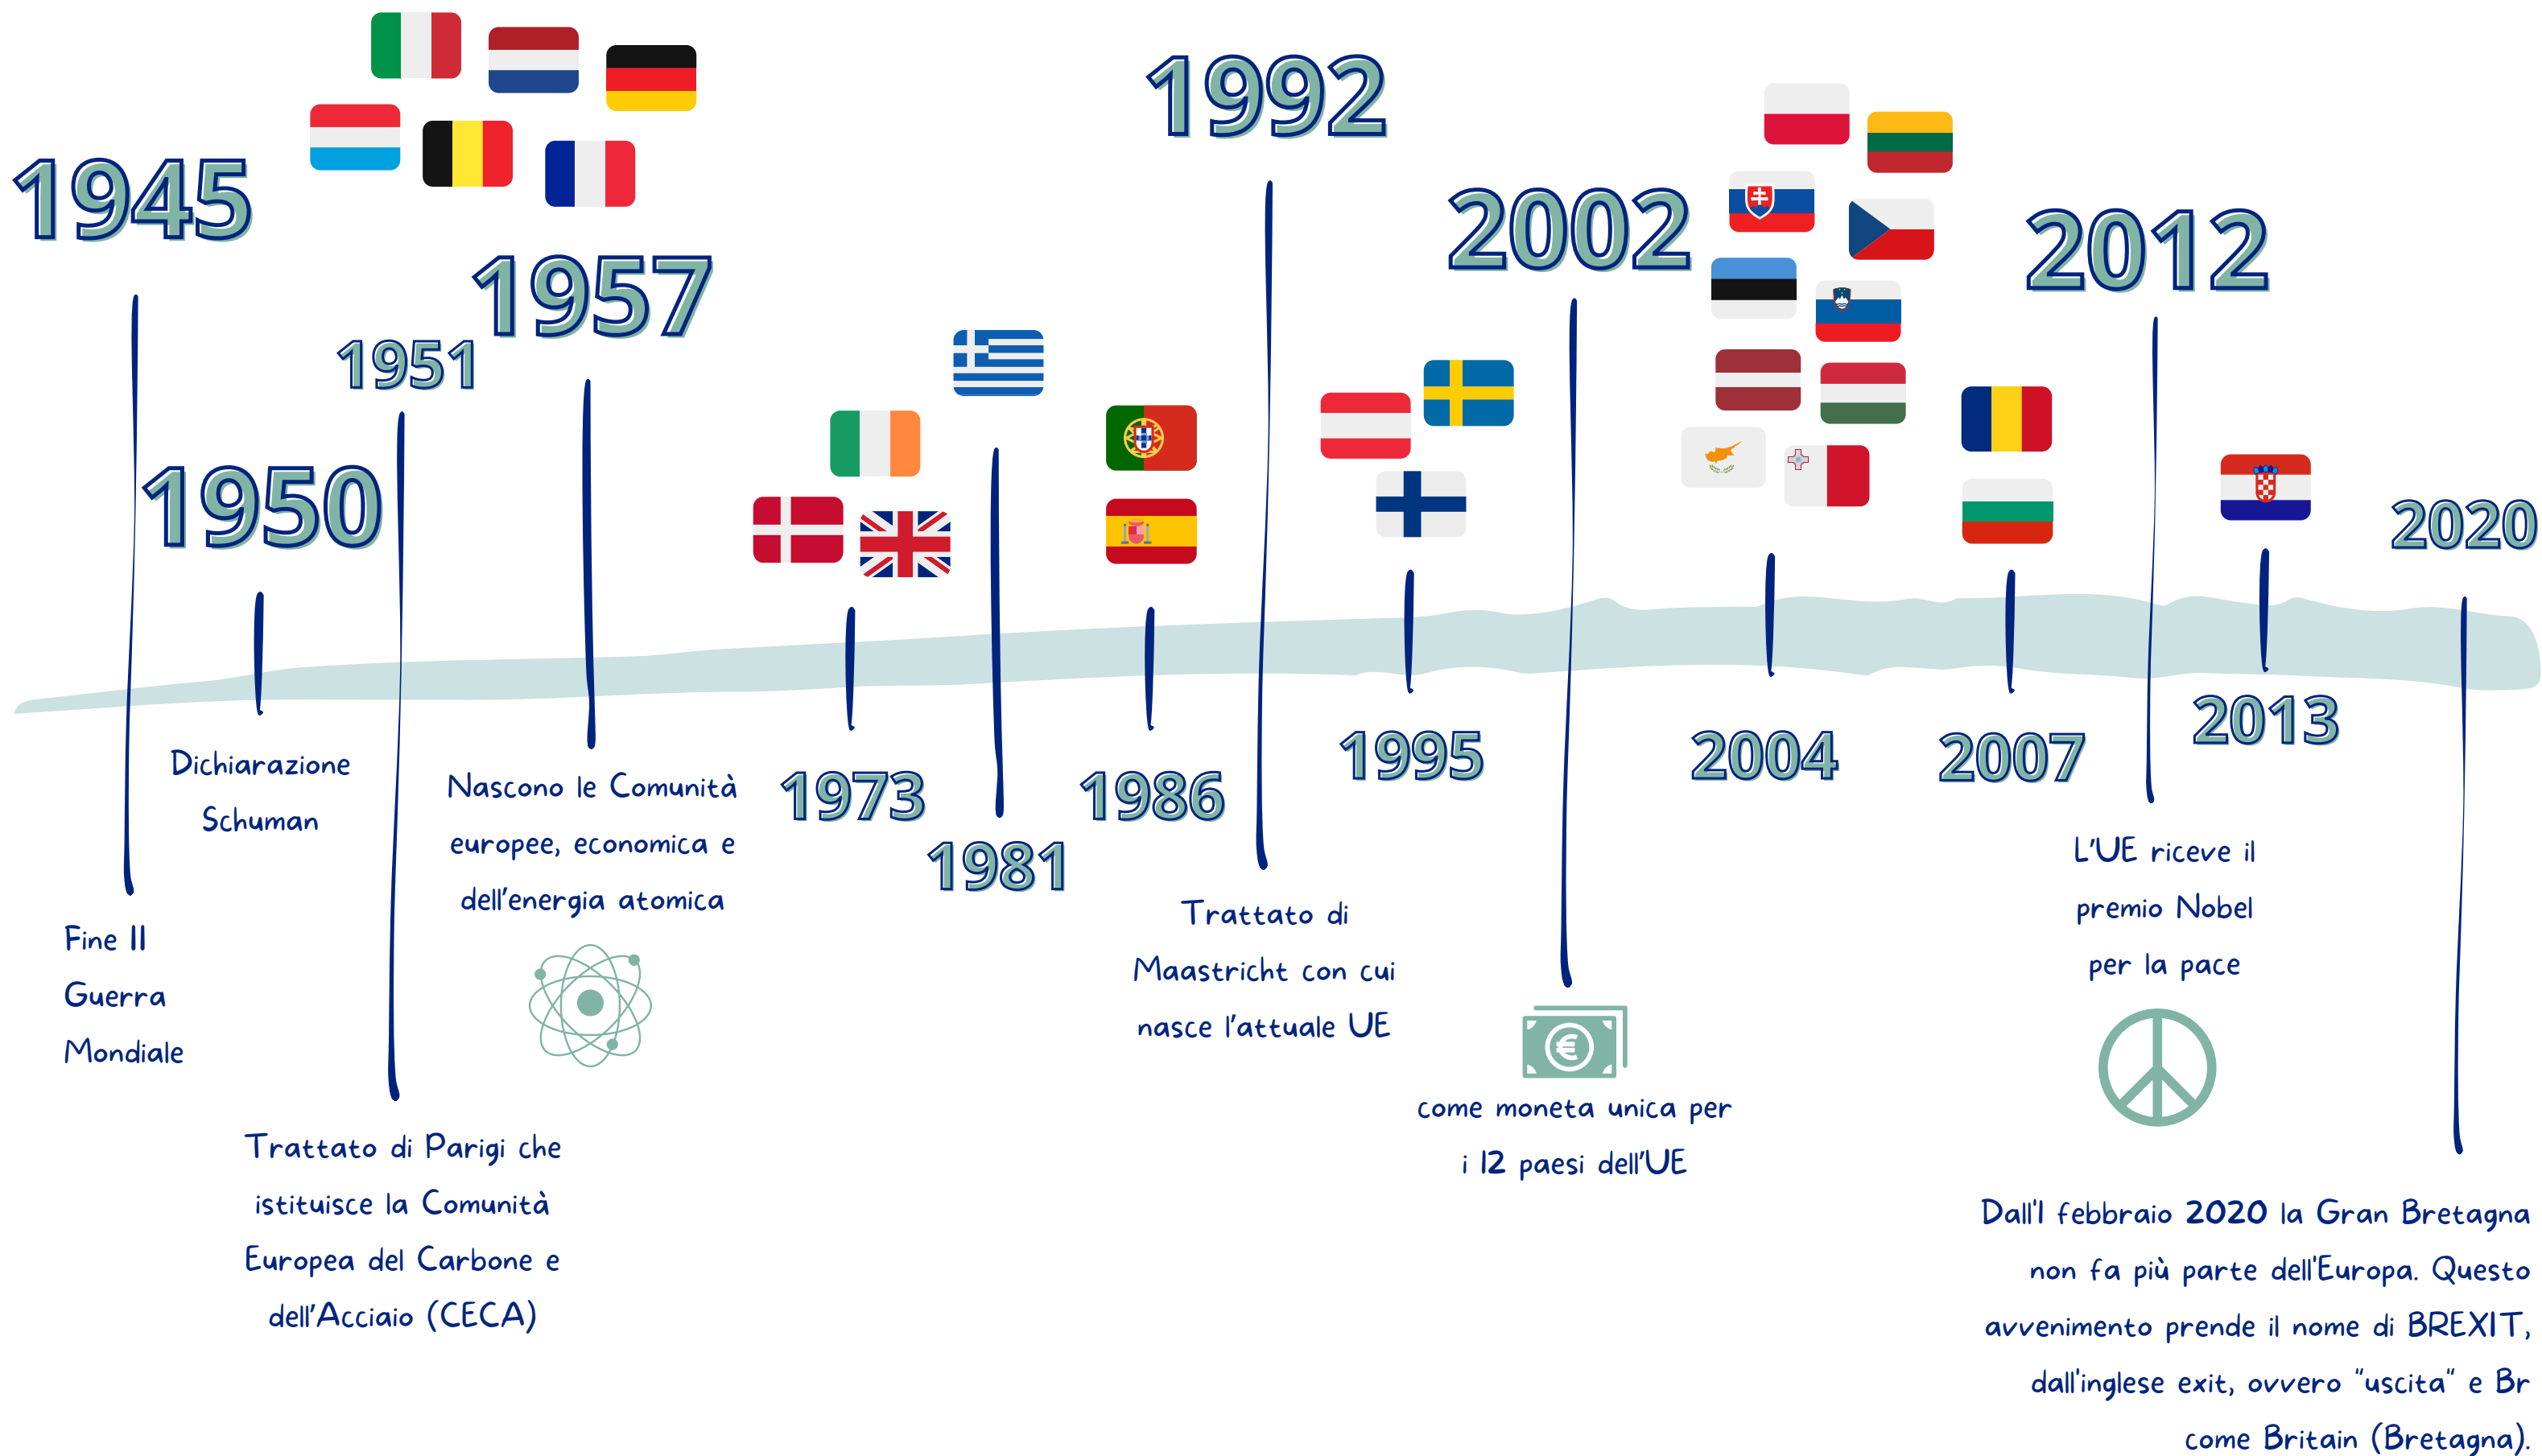 1945
Fine II
Guerra
Mondiale
1950
Dichiarazione
Schuman
1951
Trattato di Parigi che
istituisce la Comunità
Europea del Carbone e
dell'Acciaio (CECA)
1957
Nascono le Comunità
europee, economica e
dell'energia atomica
1973
1981
1986
1992
Trattato di
Maastricht con cui
nasce l'attuale UE
1995
2002
€
come moneta unica per
i 12 paesi dell'UE
2004
2007
2012
L'UE riceve il
premio Nobel
per la pace
2013
2020
Dall'1 febbraio 2020 la Gran Bretagna
non fa più parte dell'Europa. Questo
avvenimento prende il nome di BREXIT,
dall'inglese exit, ovvero "uscita" e Br
come Britain (Bretagna).